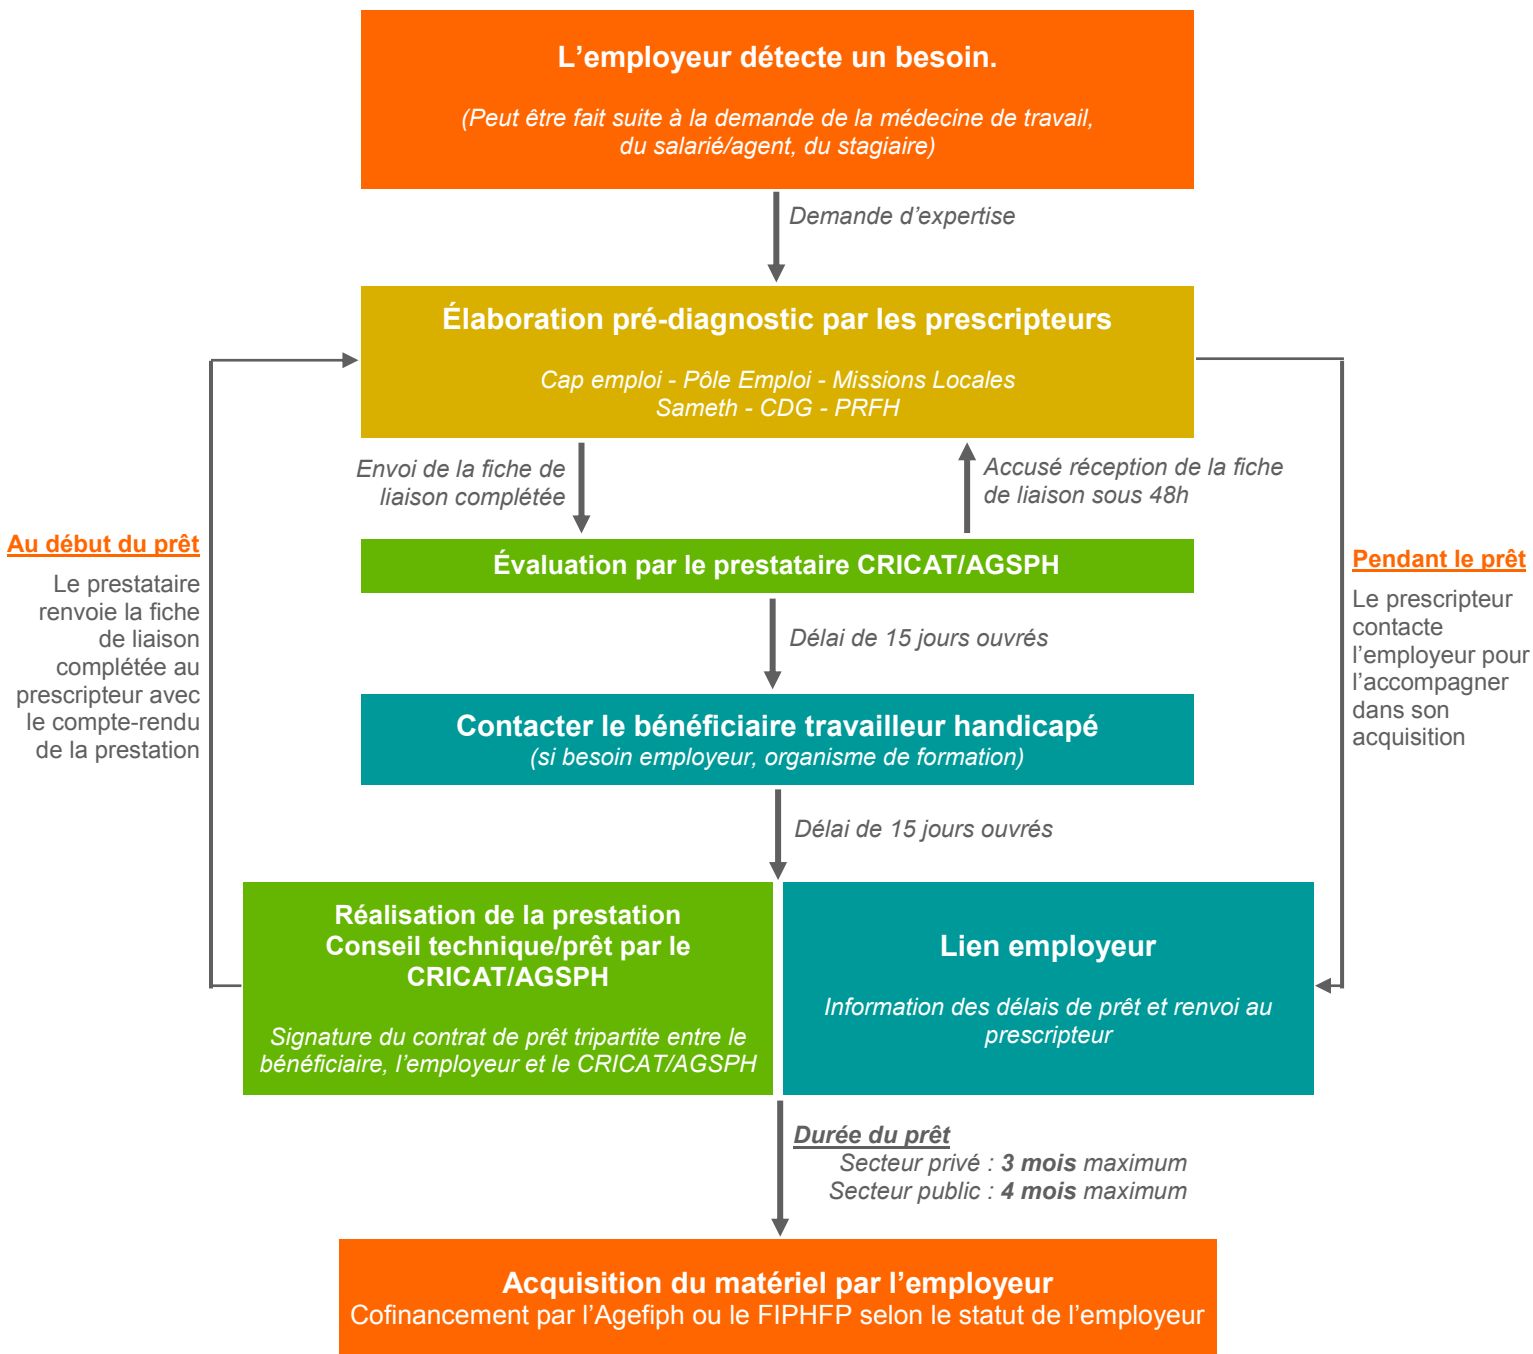 L’employeur détecte un besoin.
(Peut être fait suite à la demande de la médecine de travail,
du salarié/agent, du stagiaire)
Demande d’expertise
Élaboration pré-diagnostic par les prescripteurs
Cap emploi - Pôle Emploi - Missions Locales
Sameth - CDG - PRFH
Envoi de la fiche de
liaison complétée
Accusé réception de la fiche
de liaison sous 48h
Au début du prêt
Le prestataire
renvoie la fiche
de liaison
complétée au
prescripteur avec
le compte-rendu
de la prestation
Évaluation par le prestataire CRICAT/AGSPH
Pendant le prêt
Le prescripteur
contacte
l’employeur pour
l’accompagner
dans son
acquisition
Délai de 15 jours ouvrés
Contacter le bénéficiaire travailleur handicapé
(si besoin employeur, organisme de formation)
Délai de 15 jours ouvrés
Réalisation de la prestation
Conseil technique/prêt par le
CRICAT/AGSPH
Signature du contrat de prêt tripartite entre le
bénéficiaire, l’employeur et le CRICAT/AGSPH
Lien employeur
Information des délais de prêt et renvoi au
prescripteur
Durée du prêt
Secteur privé : 3 mois maximum
Secteur public : 4 mois maximum
Acquisition du matériel par l’employeur
Cofinancement par l’Agefiph ou le FIPHFP selon le statut de l’employeur